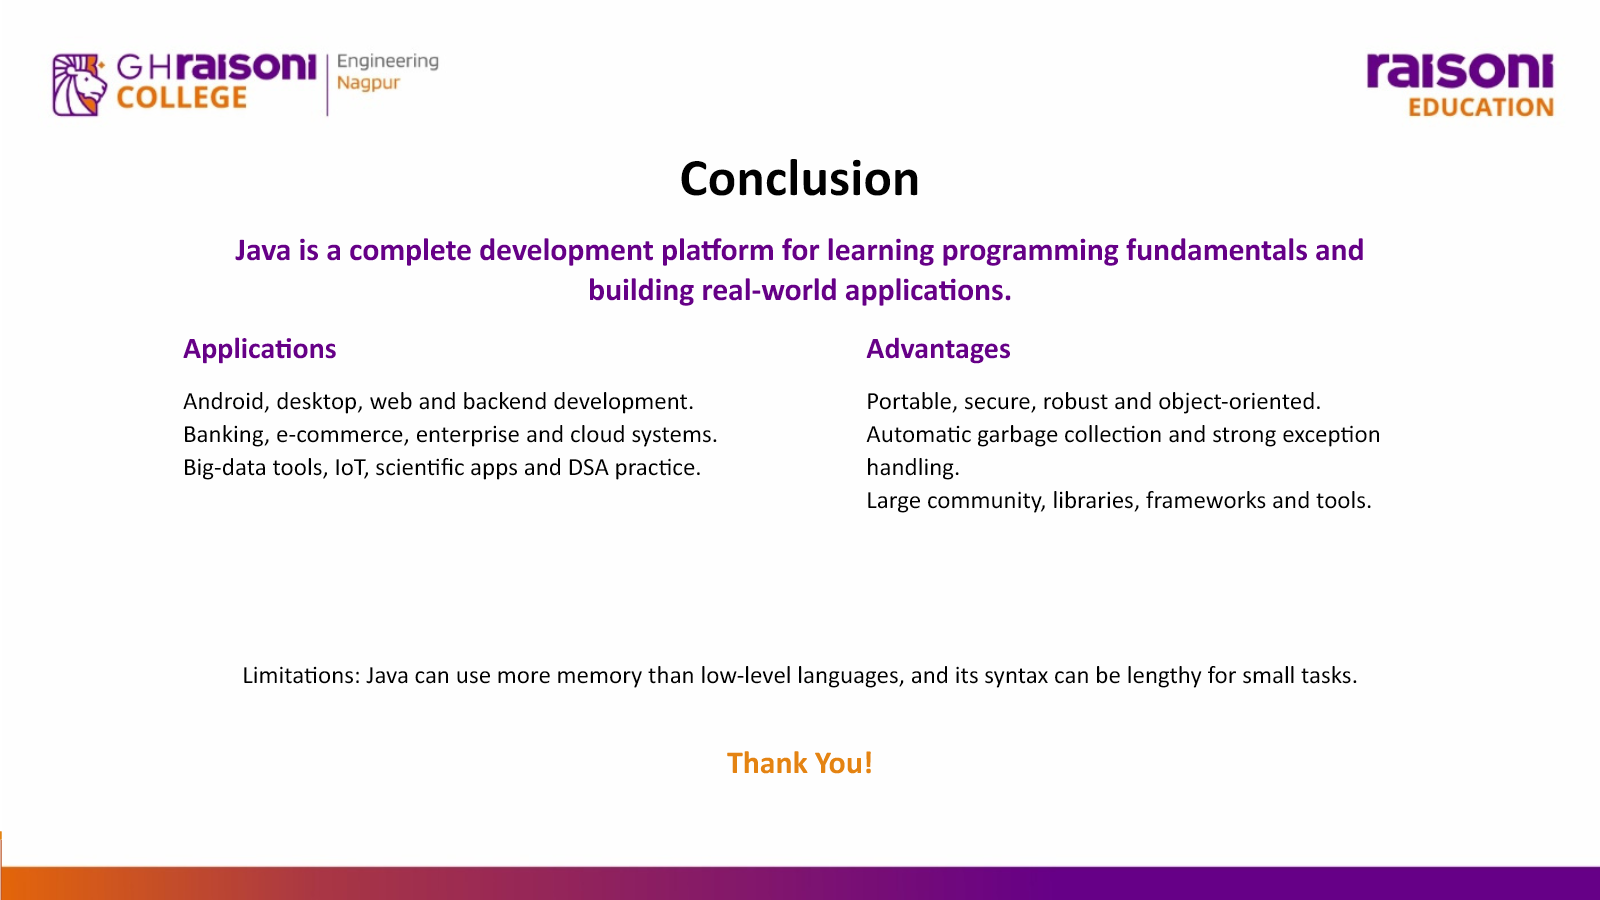 GHraisoni
COLLEGE
Engineering
Nagpur
raisoni
EDUCATION
Conclusion
Java is a complete development platform for learning programming fundamentals and
building real-world applications.
Applications
Android, desktop, web and backend development.
Banking, e-commerce, enterprise and cloud systems.
Big-data tools, IoT, scientific apps and DSA practice.
Advantages
Portable, secure, robust and object-oriented.
Automatic garbage collection and strong exception
handling.
Large community, libraries, frameworks and tools.
Limitations: Java can use more memory than low-level languages, and its syntax can be lengthy for small tasks.
Thank You!